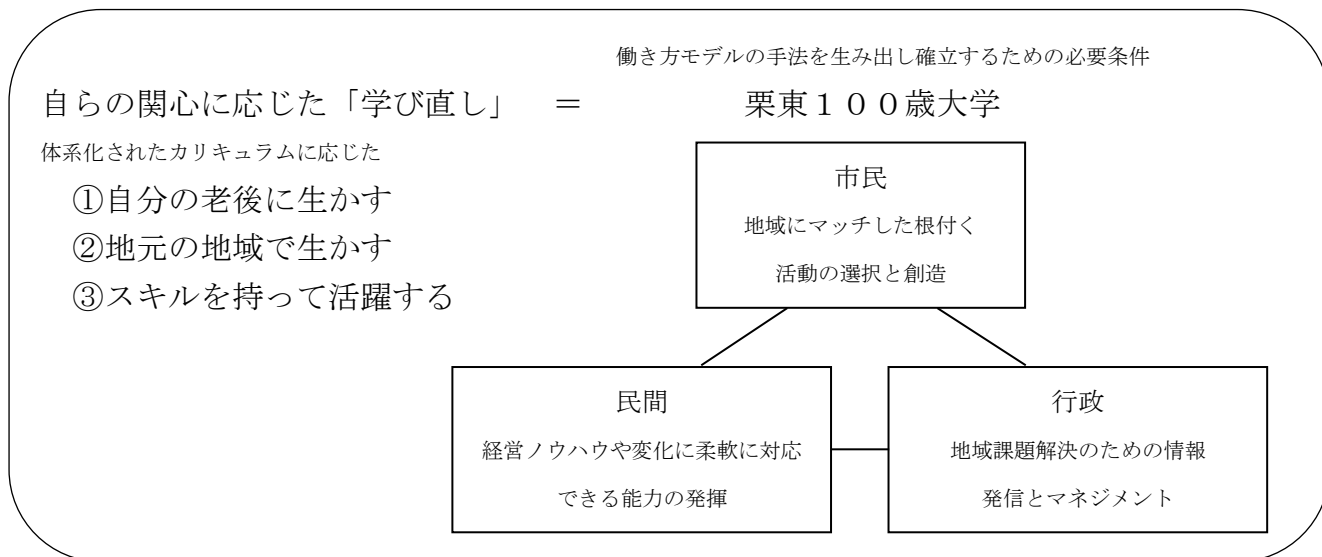 働き方モデルの手法を生み出し確立するための必要条件
自らの関心に応じた「学び直し」 = 栗東１００歳大学
体系化されたカリキュラムに応じた
①自分の老後に生かす
②地元の地域で生かす
③スキルを持って活躍する
市民
地域にマッチした根付く
活動の選択と創造
民間
経営ノウハウや変化に柔軟に対応
できる能力の発揮
行政
地域課題解決のための情報
発信とマネジメント